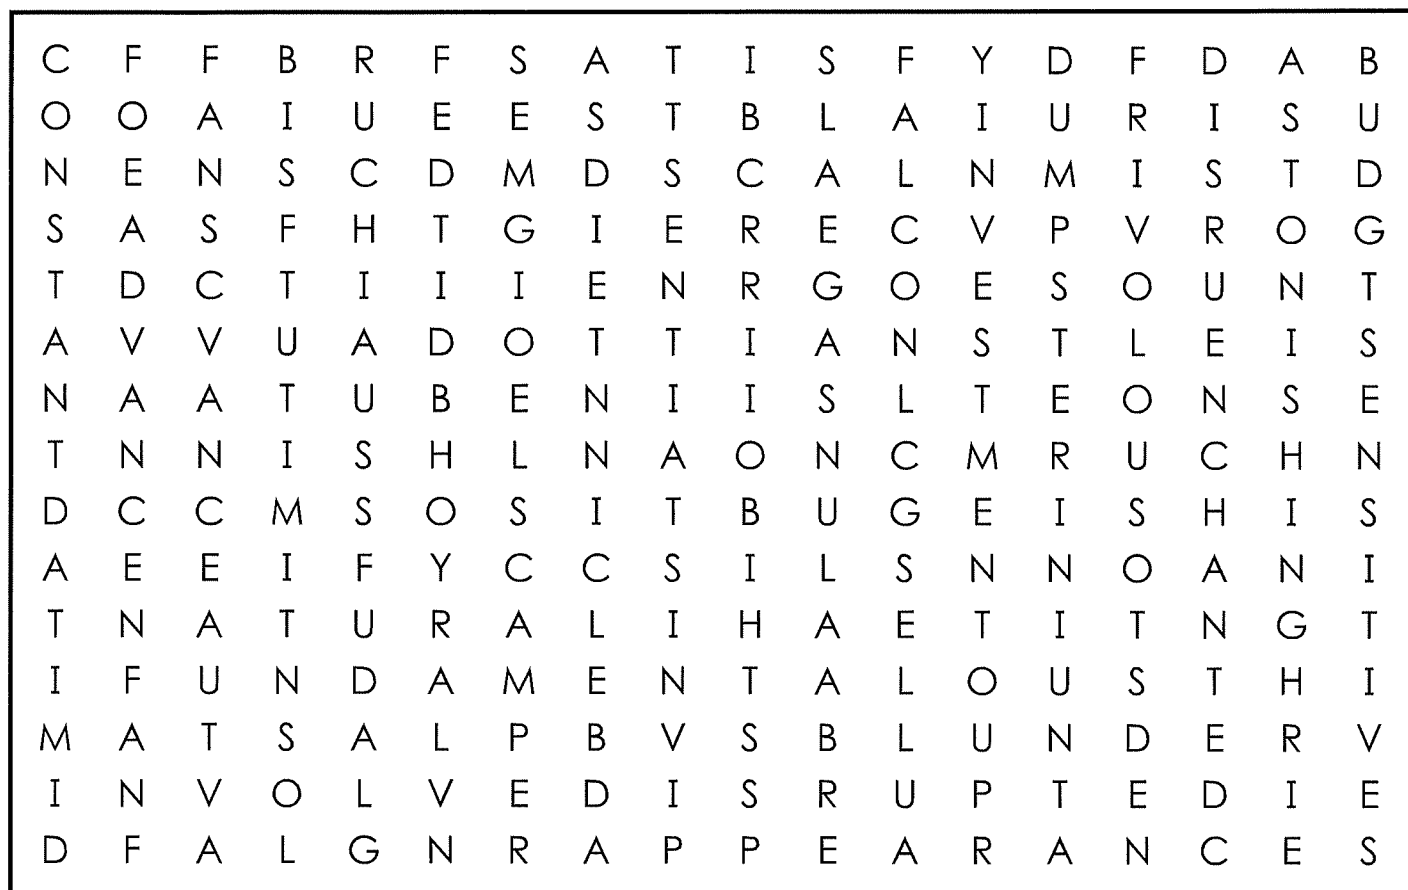 C F F B R F S A T I S F Y D F D A B
O O A I U E E S T B L A I U R I S U
N E N S C D M D S C A L N M I S T D
S A S F H T G I E R E C V P V R O G
T D C T I I I E N R G O E S O U N T
A V V U A D O T T I A N S T L E I S
N A A T U B E N I I S L T E O N S E
T N N I S H L N A O N C M R U C H N
D C C M S O S I T B U G E I S H I S
A E E I F Y C C S I L S N N O A N I
T N A T U R A L I H A E T I T N G T
I F U N D A M E N T A L O U S T H I
M A T S A L P B V S B L U N D E R V
I N V O L V E D I S R U P T E D I E
D F A L G N R A P P E A R A N C E S